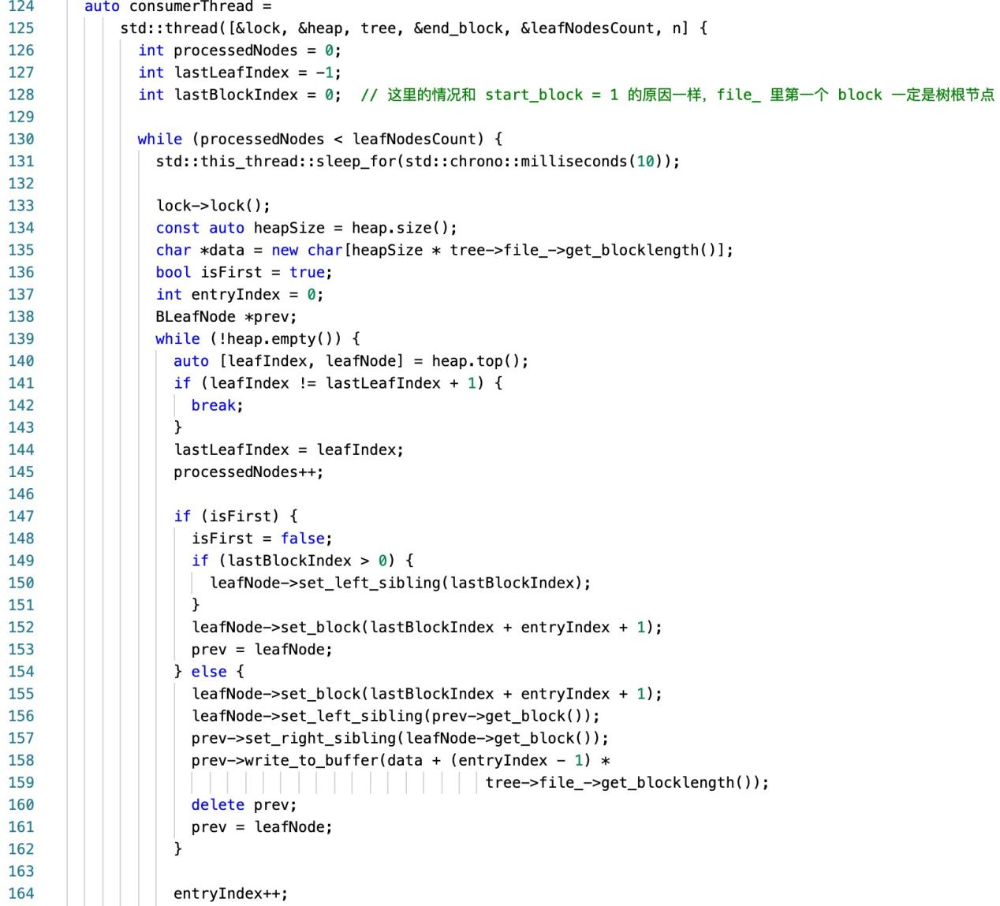 124 auto consumerThread =
125 std::thread([&lock, &heap, tree, &end_block, &leafNodesCount, n] {
126 int processedNodes = 0;
127 int lastLeafIndex = -1;
128 int lastBlockIndex = 0; // 这里的情况和 start_block = 1 的原因一样，file_ 里第一个 block 一定是树根节点
129
130 while (processedNodes < leafNodesCount) {
131 std::this_thread::sleep_for(std::chrono::milliseconds(10));
132
133 lock->lock();
134 const auto heapSize = heap.size();
135 char *data = new char[heapSize * tree->file_->get_blocklength()];
136 bool isFirst = true;
137 int entryIndex = 0;
138 BLeafNode *prev;
139 while (!heap.empty()) {
140 auto [leafIndex, leafNode] = heap.top();
141 if (leafIndex != lastLeafIndex + 1) {
142 break;
143 }
144 lastLeafIndex = leafIndex;
145 processedNodes++;
146
147 if (isFirst) {
148 isFirst = false;
149 if (lastBlockIndex > 0) {
150 leafNode->set_left_sibling(lastBlockIndex);
151 }
152 leafNode->set_block(lastBlockIndex + entryIndex + 1);
153 prev = leafNode;
154 } else {
155 leafNode->set_block(lastBlockIndex + entryIndex + 1);
156 leafNode->set_left_sibling(prev->get_block());
157 prev->set_right_sibling(leafNode->get_block());
158 prev->write_to_buffer(data + (entryIndex - 1) *
159 tree->file_->get_blocklength());
160 delete prev;
161 prev = leafNode;
162 }
163
164 entryIndex++;